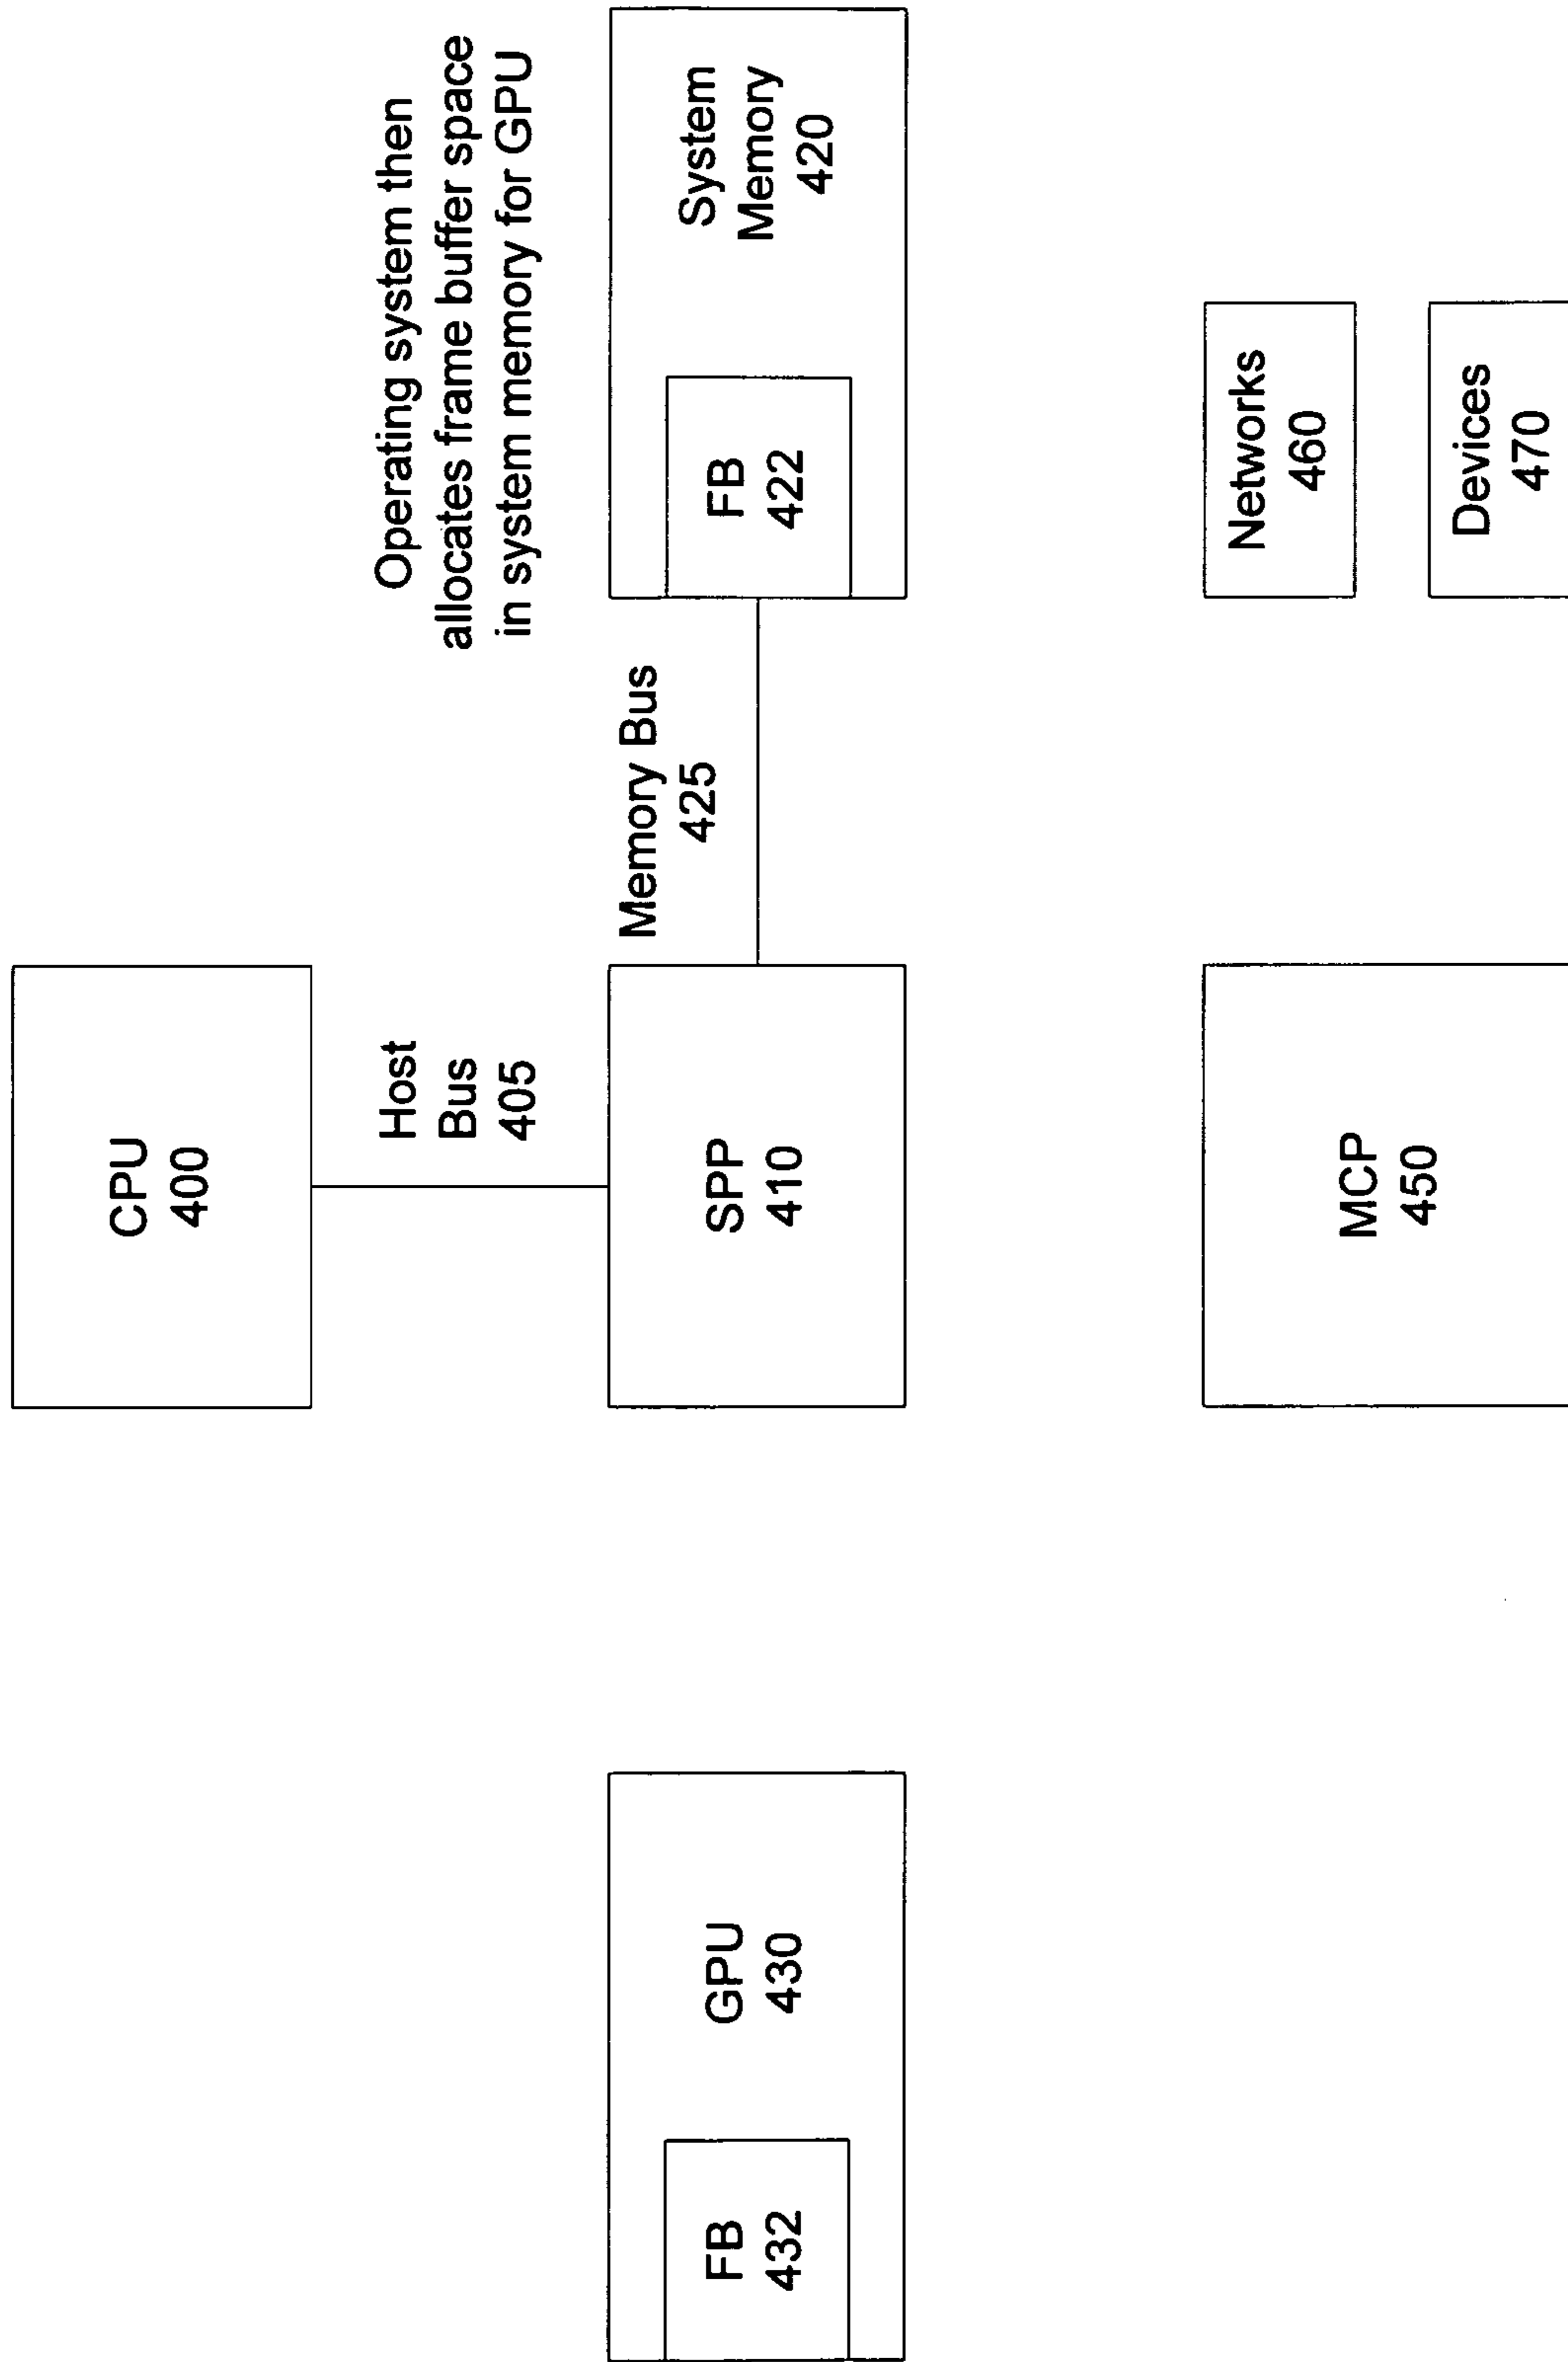 CPU
400
Host
Bus
405
Operating system then
allocates frame buffer space
in system memory for GPU
FB
432
GPU
430
SPP
410
Memory Bus
425
FB
422
System
Memory
420
MCP
450
Networks
460
Devices
470